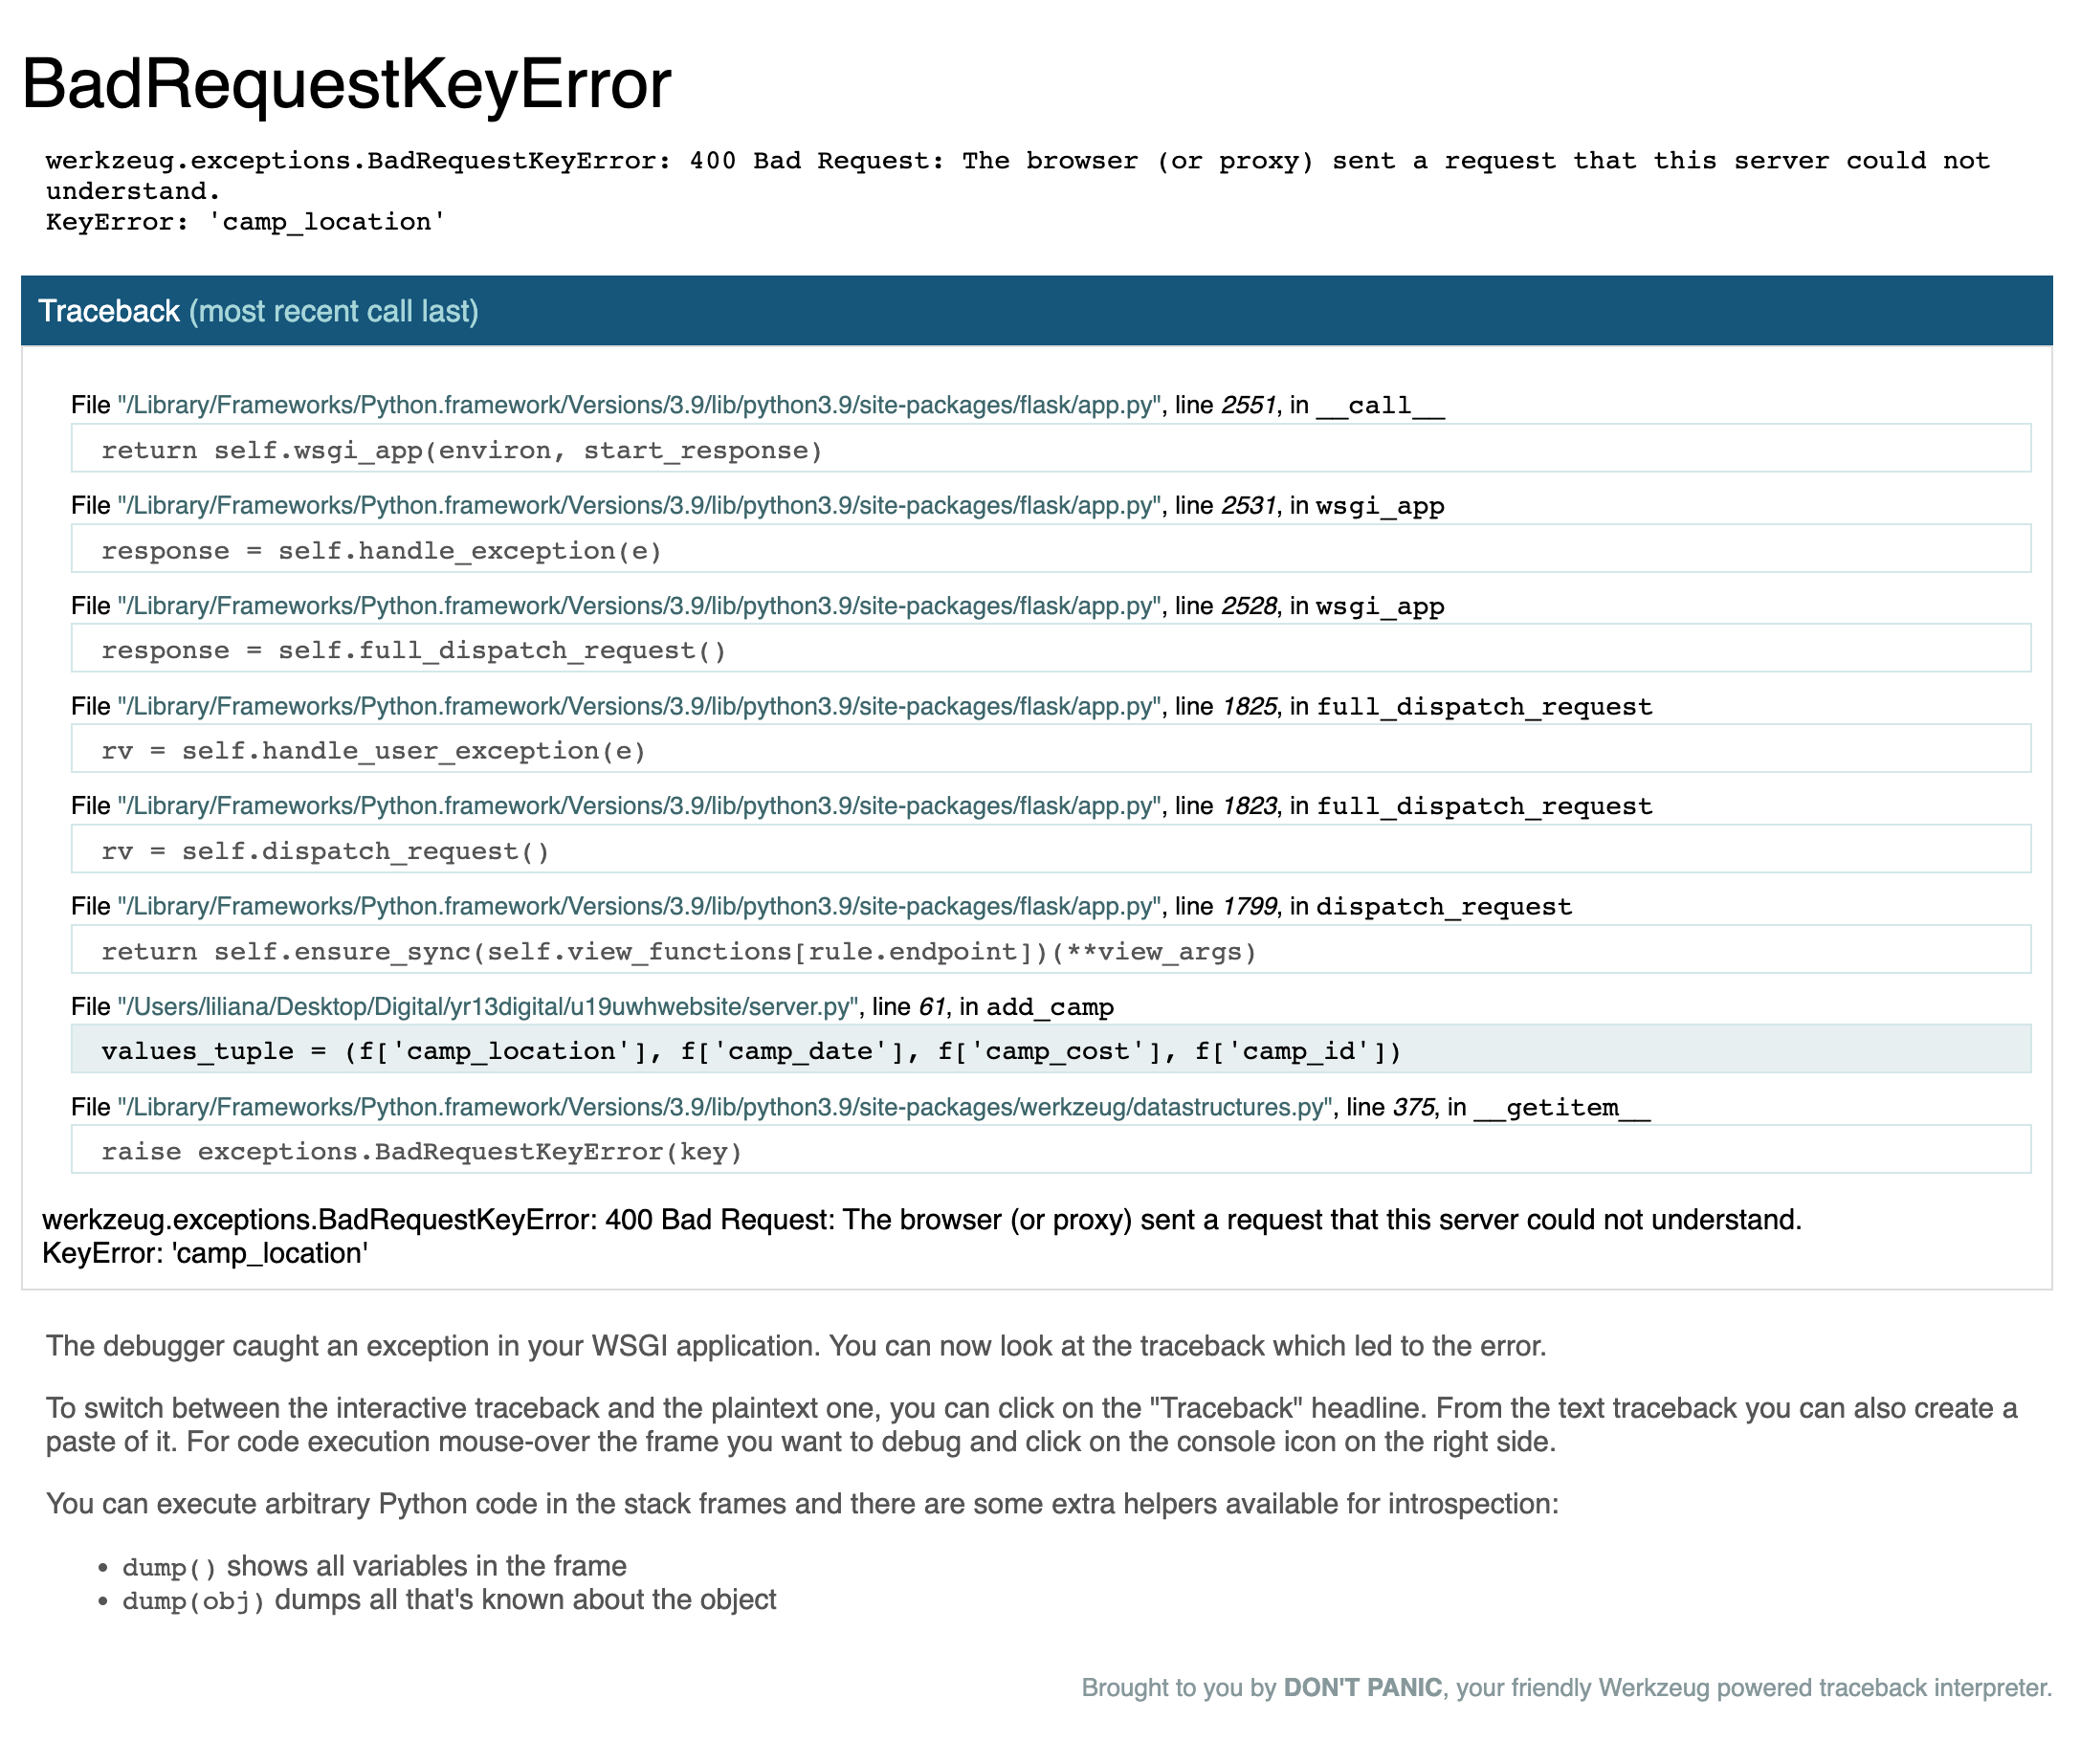 BadRequestKeyError
werkzeug.exceptions.BadRequestKeyError: 400 Bad Request: The browser (or proxy) sent a request that this server could not
understand.
KeyError: 'camp_location'
Traceback (most recent call last)
File "/Library/Frameworks/Python.framework/Versions/3.9/lib/python3.9/site-packages/flask/app.py", line 2551, in __call__
return self.wsgi_app(environ, start_response)
File "/Library/Frameworks/Python.framework/Versions/3.9/lib/python3.9/site-packages/flask/app.py", line 2531, in wsgi_app
response = self.handle_exception(e)
File "/Library/Frameworks/Python.framework/Versions/3.9/lib/python3.9/site-packages/flask/app.py", line 2528, in wsgi_app
response = self.full_dispatch_request()
File "/Library/Frameworks/Python.framework/Versions/3.9/lib/python3.9/site-packages/flask/app.py", line 1825, in full_dispatch_request
rv = self.handle_user_exception(e)
File "/Library/Frameworks/Python.framework/Versions/3.9/lib/python3.9/site-packages/flask/app.py", line 1823, in full_dispatch_request
rv = self.dispatch_request()
File "/Library/Frameworks/Python.framework/Versions/3.9/lib/python3.9/site-packages/flask/app.py", line 1799, in dispatch_request
return self.ensure_sync(self.view_functions[rule.endpoint])(**view_args)
File "/Users/liliana/Desktop/Digital/yr13digital/u19uwhwebsite/server.py", line 61, in add_camp
values_tuple = (f['camp_location'], f['camp_date'], f['camp_cost'], f['camp_id'])
File "/Library/Frameworks/Python.framework/Versions/3.9/lib/python3.9/site-packages/werkzeug/datastructures.py", line 375, in __getitem__
raise exceptions.BadRequestKeyError(key)
werkzeug.exceptions.BadRequestKeyError: 400 Bad Request: The browser (or proxy) sent a request that this server could not understand.
KeyError: 'camp_location'
The debugger caught an exception in your WSGI application. You can now look at the traceback which led to the error.
To switch between the interactive traceback and the plaintext one, you can click on the "Traceback" headline. From the text traceback you can also create a
paste of it. For code execution mouse-over the frame you want to debug and click on the console icon on the right side.
You can execute arbitrary Python code in the stack frames and there are some extra helpers available for introspection:
• dump() shows all variables in the frame
• dump(obj) dumps all that's known about the object
Brought to you by DON'T PANIC, your friendly Werkzeug powered traceback interpreter.